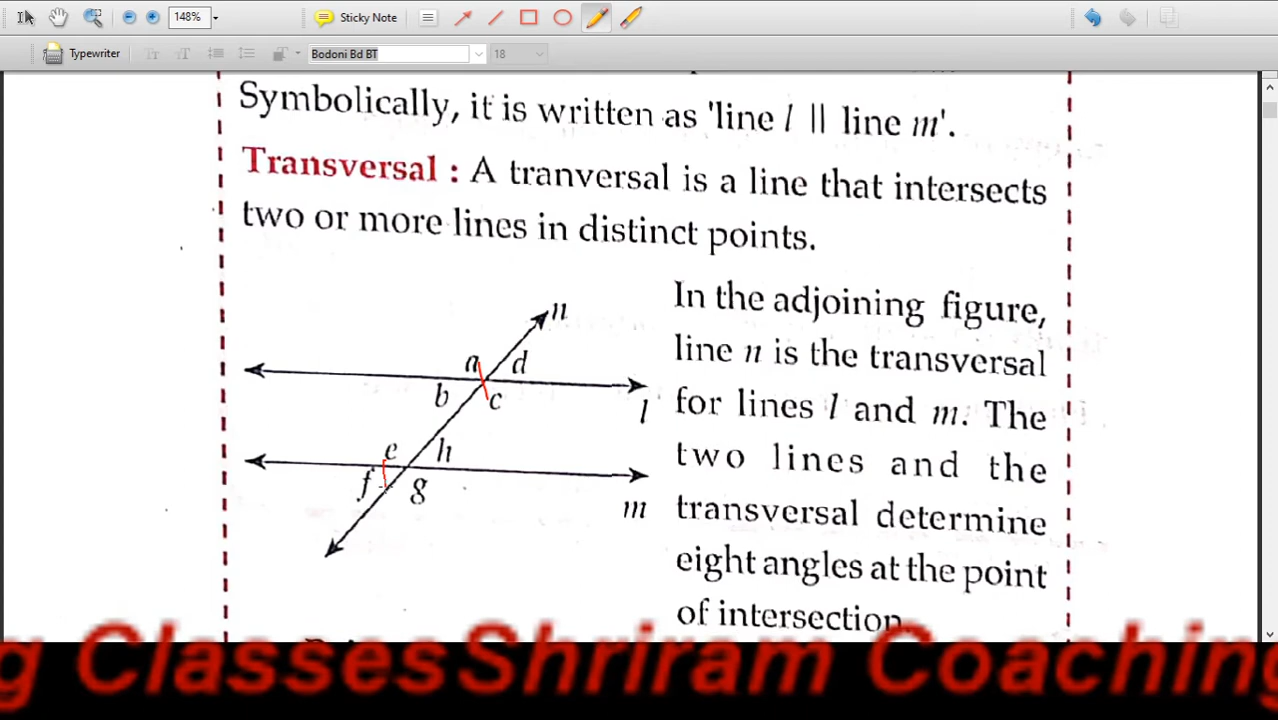 148%
Sticky Note
Typewriter
Bodoni Bd BT
18
Symbolically, it is written as 'line l || line m'.
Transversal : A tranversal is a line that intersects
two or more lines in distinct points.
n
a d
b c
l
e h
f g
m
In the adjoining figure,
line n is the transversal
for lines l and m. The
two lines and the
transversal determine
eight angles at the point
of intersection
g Classes Shriram Coaching